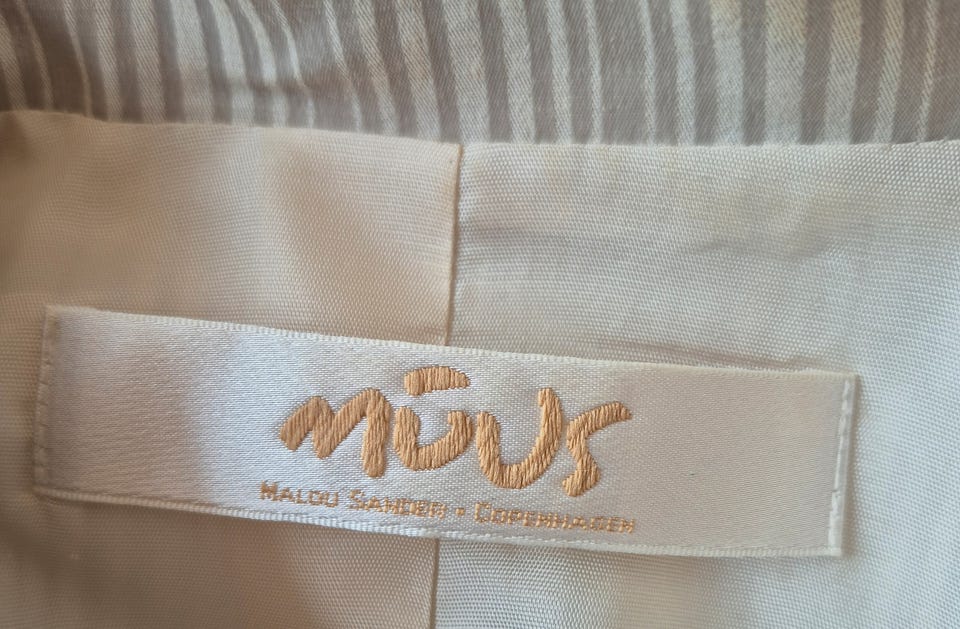 MŪUS
MALOU SANDER • COPENHAGEN